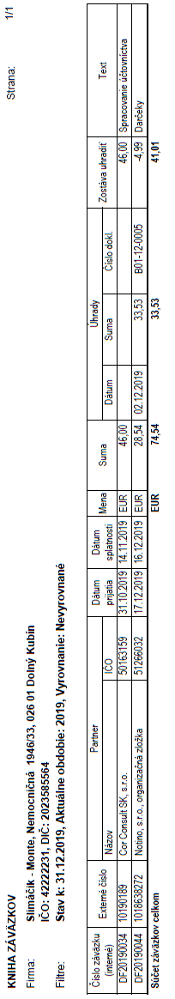 KNIHA ZÁVÄZKOV Strana: 1/1
Firma: Simáčik - Monte, Nemocničná 1946/33, 026 01 Dolný Kubín
IČO: 42222231, DIČ: 2023585564
Filtre: Stav k: 31.12.2019, Aktuálne obdobie: 2019, Vyrovnanie: Nevyrovnané
Číslo záväzku (interné) Externé číslo Partner Dátum prijatia Dátum splatnosti Mena Suma Úhrady Zostáva uhradiť Text
Názov IČO Dátum Suma Číslo dokl.
DF20190034 10190189 Cor Consult SK, s.r.o. 50163159 31.10.2019 14.11.2019 EUR 46,00 46,00 Spracovanie účtovníctva
DF20190044 1018638272 Notino, s.r.o., organizačná zložka 51266032 17.12.2019 16.12.2019 EUR 28,54 02.12.2019 33,53 B01-12-0005 -4,99 Darčeky
Súčet záväzkov celkom EUR 74,54 33,53 41,01